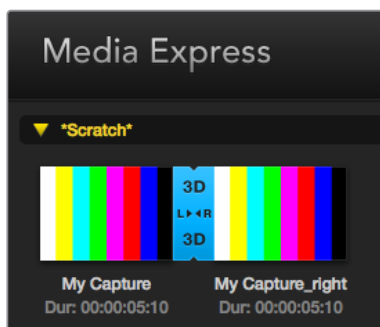 Media Express
*Scratch*
3D
L R
3D
My Capture My Capture_right
Dur: 00:00:05:10 Dur: 00:00:05:10